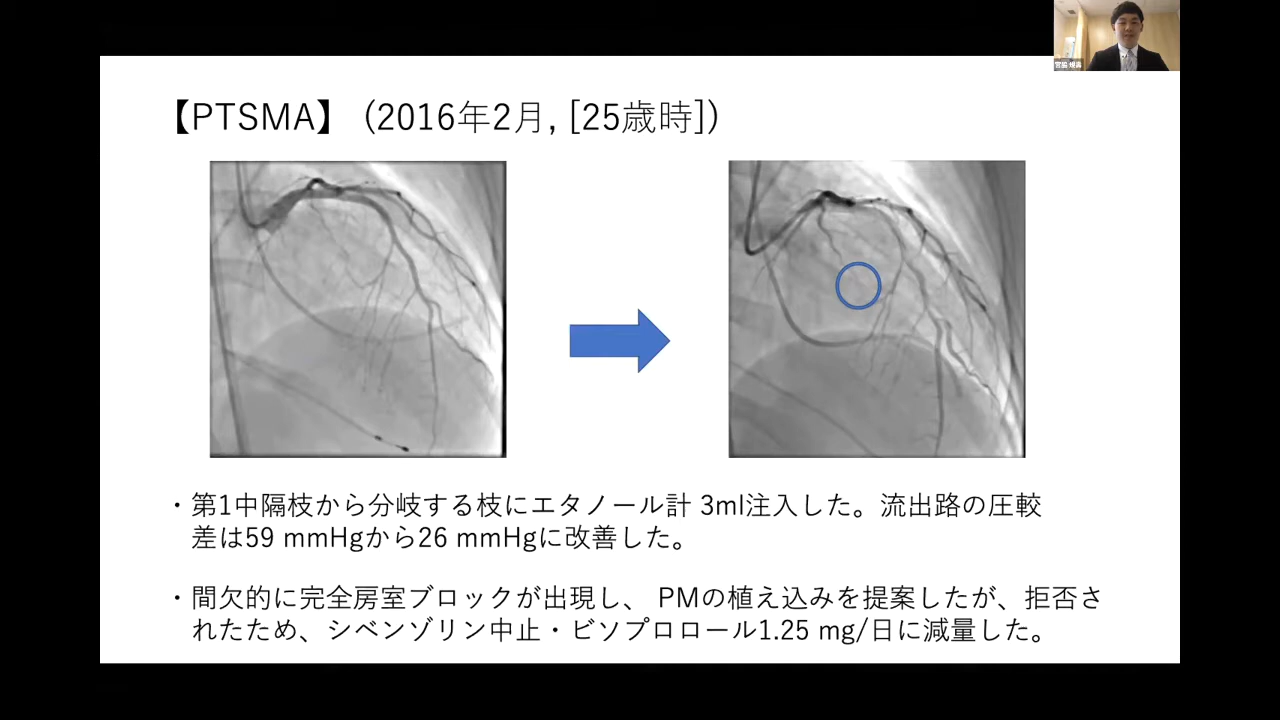 【PTSMA】 (2016年2月, [25歳時])
・第1中隔枝から分岐する枝にエタノール計 3ml注入した。流出路の圧較
差は59 mmHgから26 mmHgに改善した。
・間欠的に完全房室ブロックが出現し、 PMの植え込みを提案したが、拒否さ
れたため、シベンゾリン中止・ビソプロロール1.25 mg/日に減量した。